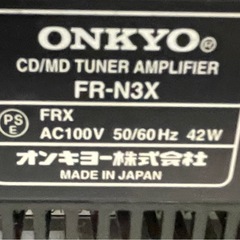 ONKYO®
CD/MD TUNER AMPLIFIER
FR-N3X
PS
E
FRX
AC100V 50/60Hz 42W
オンキヨー株式会社
MADE IN JAPAN